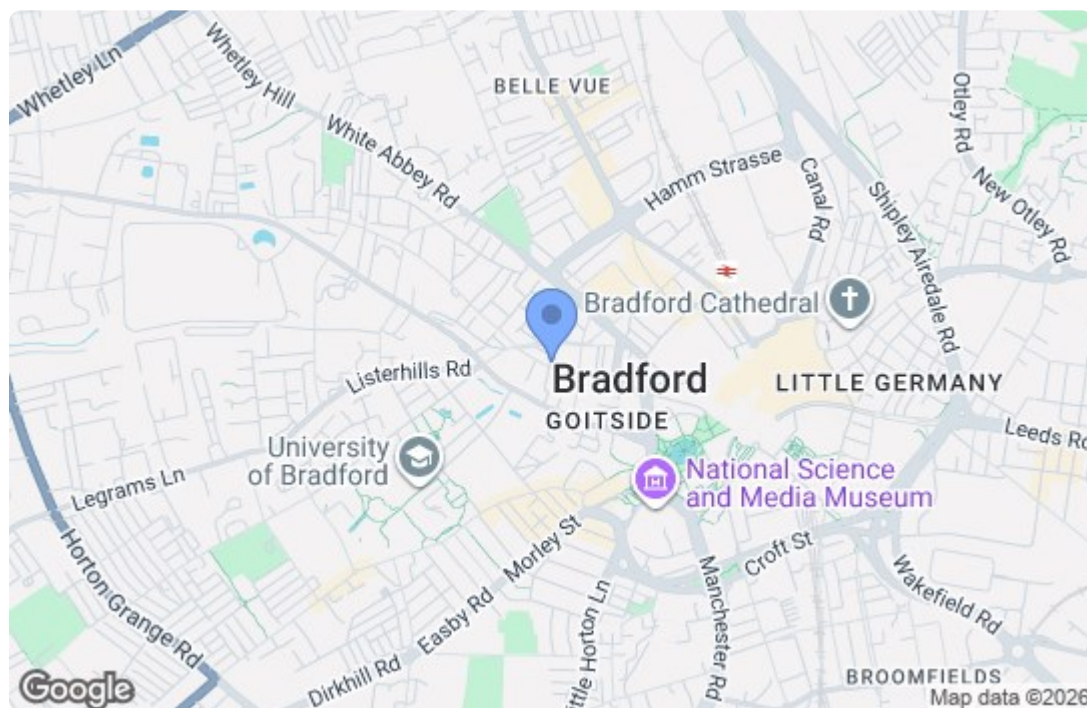 Whetley Ln
Whetley Hill
BELLE VUE
Otley Rd
White Abbey Rd
Hamm Strasse
Canal Rd
New Otley Rd
Shipley Airedale Rd
Bradford Cathedral
Listerhills Rd
Bradford
LITTLE GERMANY
GOITSIDE
Leeds Rd
University
of Bradford
National Science
and Media Museum
Legrams Ln
Morley St
Croft St
Horton Grange Rd
Easby Rd
Manchester Rd
Wakefield Rd
Little Horton Ln
Dirkhill Rd
BROOMFIELDS
Google
Map data ©2026